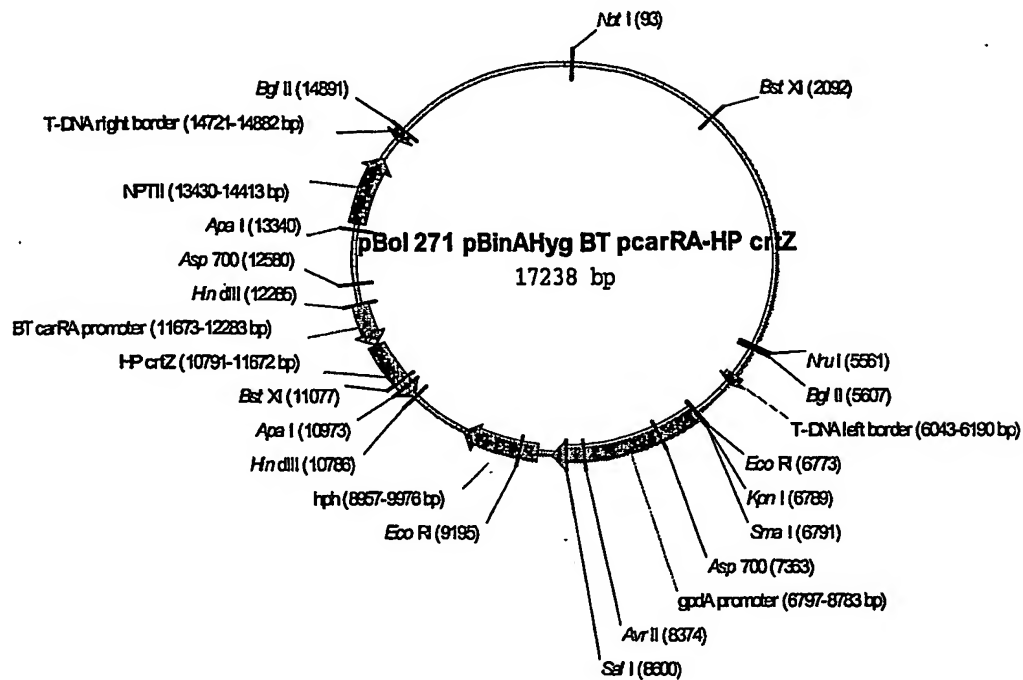 Not I (93)
Bgl II (14891)
Bst XI (2092)
T-DNA right border (14721-14882 bp)
NPTII (13430-14413 bp)
Apa I (13340)
pBol 271 pBinAHyg BT pcarRA-HP crtZ
17238 bp
Asp 700 (12580)
Hin dIII (12285)
BT carRA promoter (11673-12283 bp)
HP crtZ (10791-11672 bp)
Bst XI (11077)
Apa I (10973)
Hin dIII (10786)
hph (8957-9976 bp)
Eco RI (9195)
Nru I (5561)
Bgl II (5607)
T-DNA left border (6043-6190 bp)
Eco RI (6773)
Kpn I (6789)
Sma I (6791)
Asp 700 (7363)
gpdA promoter (6797-8783 bp)
Avr II (8374)
Sal I (8600)